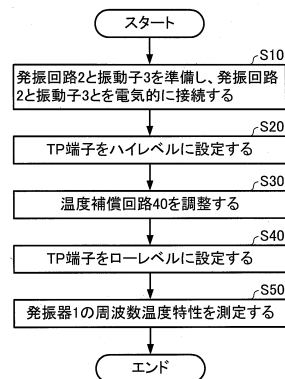 スタート
S10
発振回路2と振動子3を準備し、発振回路
2と振動子3とを電気的に接続する
S20
TP端子をハイレベルに設定する
S30
温度補償回路40を調整する
S40
TP端子をローレベルに設定する
S50
発振器1の周波数温度特性を測定する
エンド